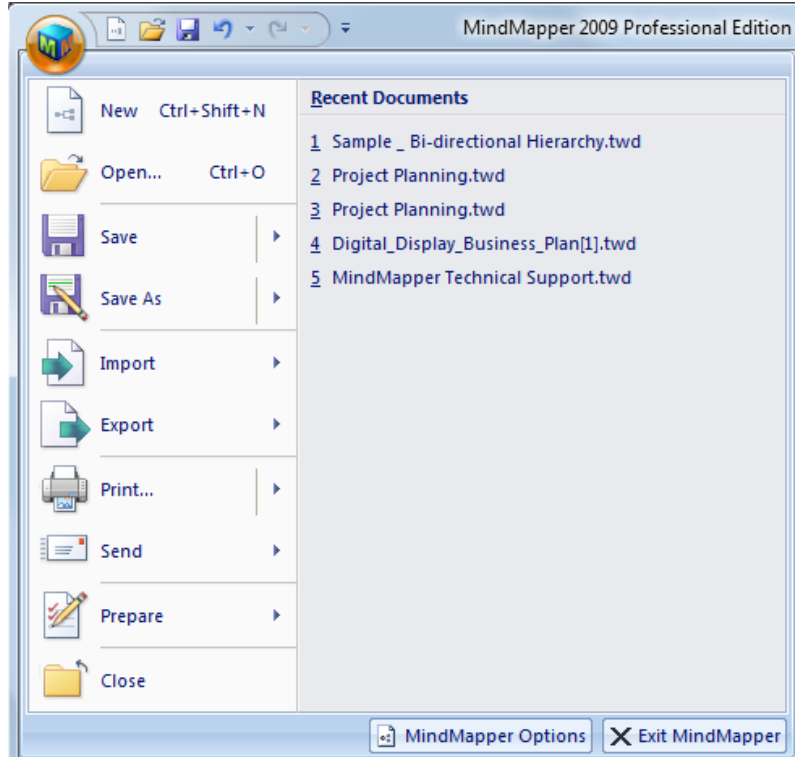 MindMapper 2009 Professional Edition
New Ctrl+Shift+N
Open... Ctrl+O
Save
Save As
Import
Export
Print...
Send
Prepare
Close
Recent Documents
1 Sample _ Bi-directional Hierarchy.twd
2 Project Planning.twd
3 Project Planning.twd
4 Digital_Display_Business_Plan[1].twd
5 MindMapper Technical Support.twd
MindMapper Options
Exit MindMapper